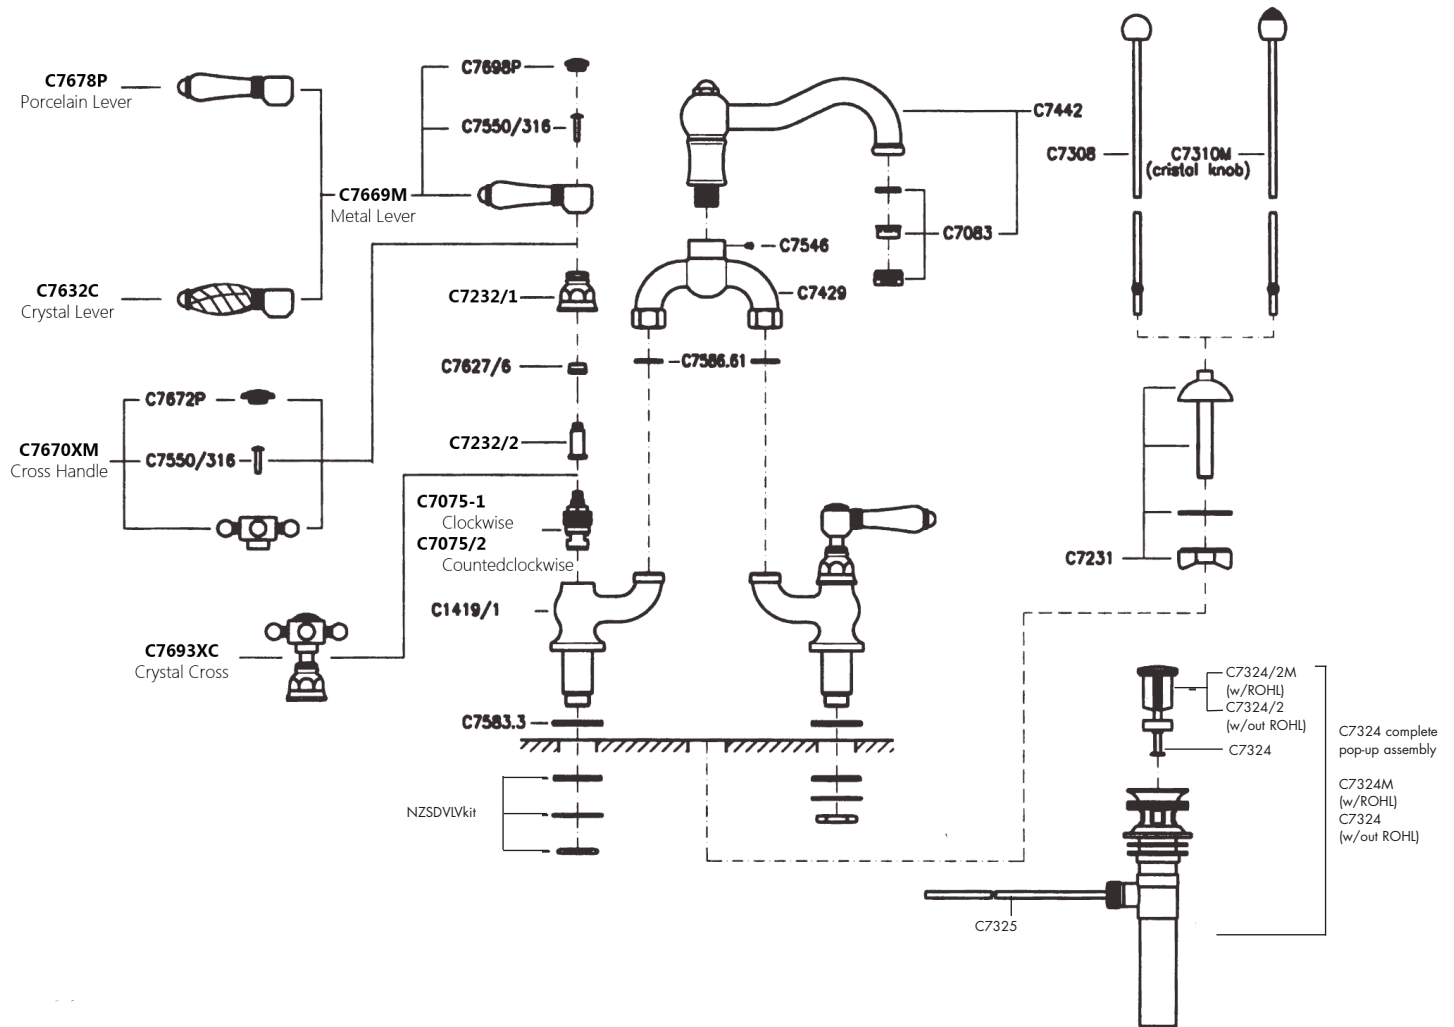 C7678P
Porcelain Lever
C7698P
C7550/316
C7669M
Metal Lever
C7632C
Crystal Lever
C7232/1
C7627/6
C7672P
C7670XM
Cross Handle
C7550/316
C7232/2
C7075-1
Clockwise
C7075/2
Countedclockwise
C1419/1
C7693XC
Crystal Cross
C7583.3
NZSDVLVkit
C7442
C7083
C7546
C7429
C7586.61
C7308
C7310M
(cristal knob)
C7231
C7324/2M
(w/ROHL)
C7324/2
(w/out ROHL)
C7324
C7324 complete
pop-up assembly
C7324M
(w/ROHL)
C7324
(w/out ROHL)
C7325